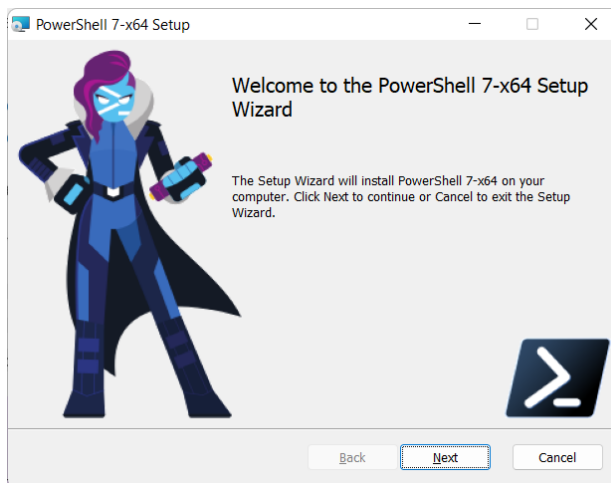 PowerShell 7-x64 Setup
Welcome to the PowerShell 7-x64 Setup
Wizard
The Setup Wizard will install PowerShell 7-x64 on your
computer. Click Next to continue or Cancel to exit the Setup
Wizard.
Back Next Cancel